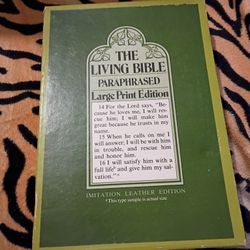 THE
LIVING BIBLE
PARAPHRASED
Large Print Edition
14 For the Lord says, "Be-
cause he loves me, I will res-
cue him; I will make him
great because he trusts in my
name.
15 When he calls on me I
will answer; I will be with him
in trouble, and rescue him
and honor him.
16 I will satisfy him with a
full life* and give him my sal-
vation."*
IMITATION LEATHER EDITION
*This type sample is actual size